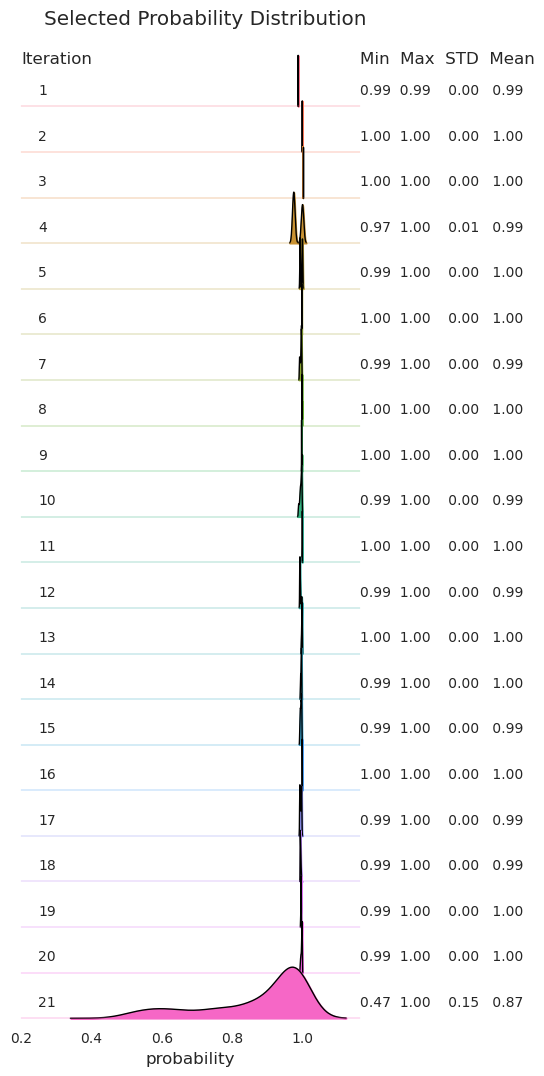 Selected Probability Distribution
Iteration Min Max STD Mean
1 0.99 0.99 0.00 0.99
2 1.00 1.00 0.00 1.00
3 1.00 1.00 0.00 1.00
4 0.97 1.00 0.01 0.99
5 0.99 1.00 0.00 1.00
6 1.00 1.00 0.00 1.00
7 0.99 1.00 0.00 0.99
8 1.00 1.00 0.00 1.00
9 1.00 1.00 0.00 1.00
10 0.99 1.00 0.00 0.99
11 1.00 1.00 0.00 1.00
12 0.99 1.00 0.00 0.99
13 1.00 1.00 0.00 1.00
14 0.99 1.00 0.00 1.00
15 0.99 1.00 0.00 0.99
16 1.00 1.00 0.00 1.00
17 0.99 1.00 0.00 0.99
18 0.99 1.00 0.00 0.99
19 0.99 1.00 0.00 1.00
20 0.99 1.00 0.00 1.00
21 0.47 1.00 0.15 0.87
0.2 0.4 0.6 0.8 1.0
probability